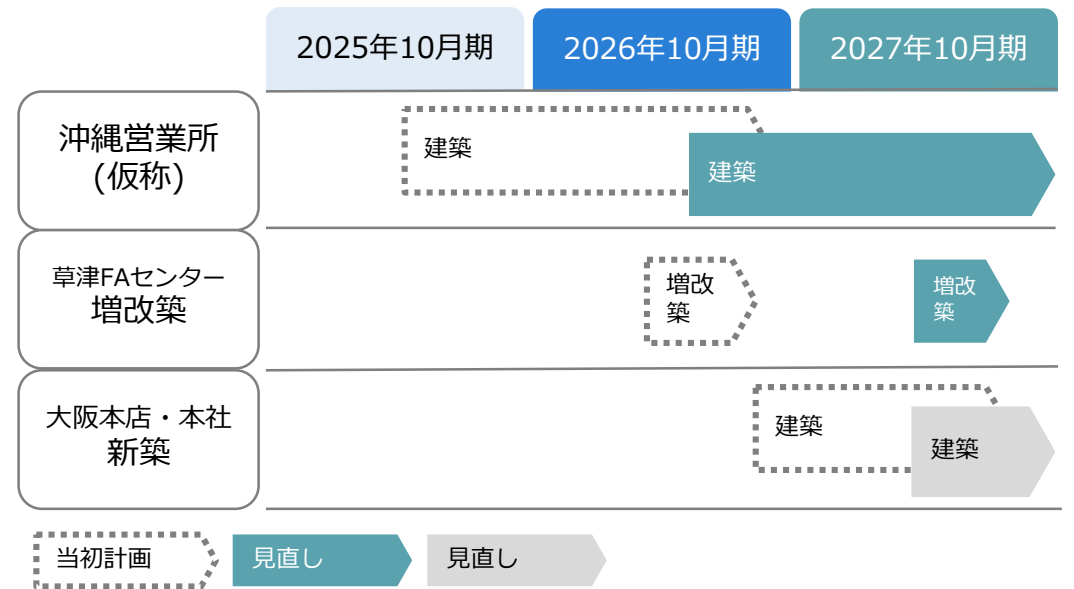 2025年10月期
2026年10月期
2027年10月期
沖縄営業所
(仮称)
建築
建築
草津FAセンター
増改築
増改
築
増改
築
大阪本店・本社
新築
建築
建築
当初計画
見直し
見直し